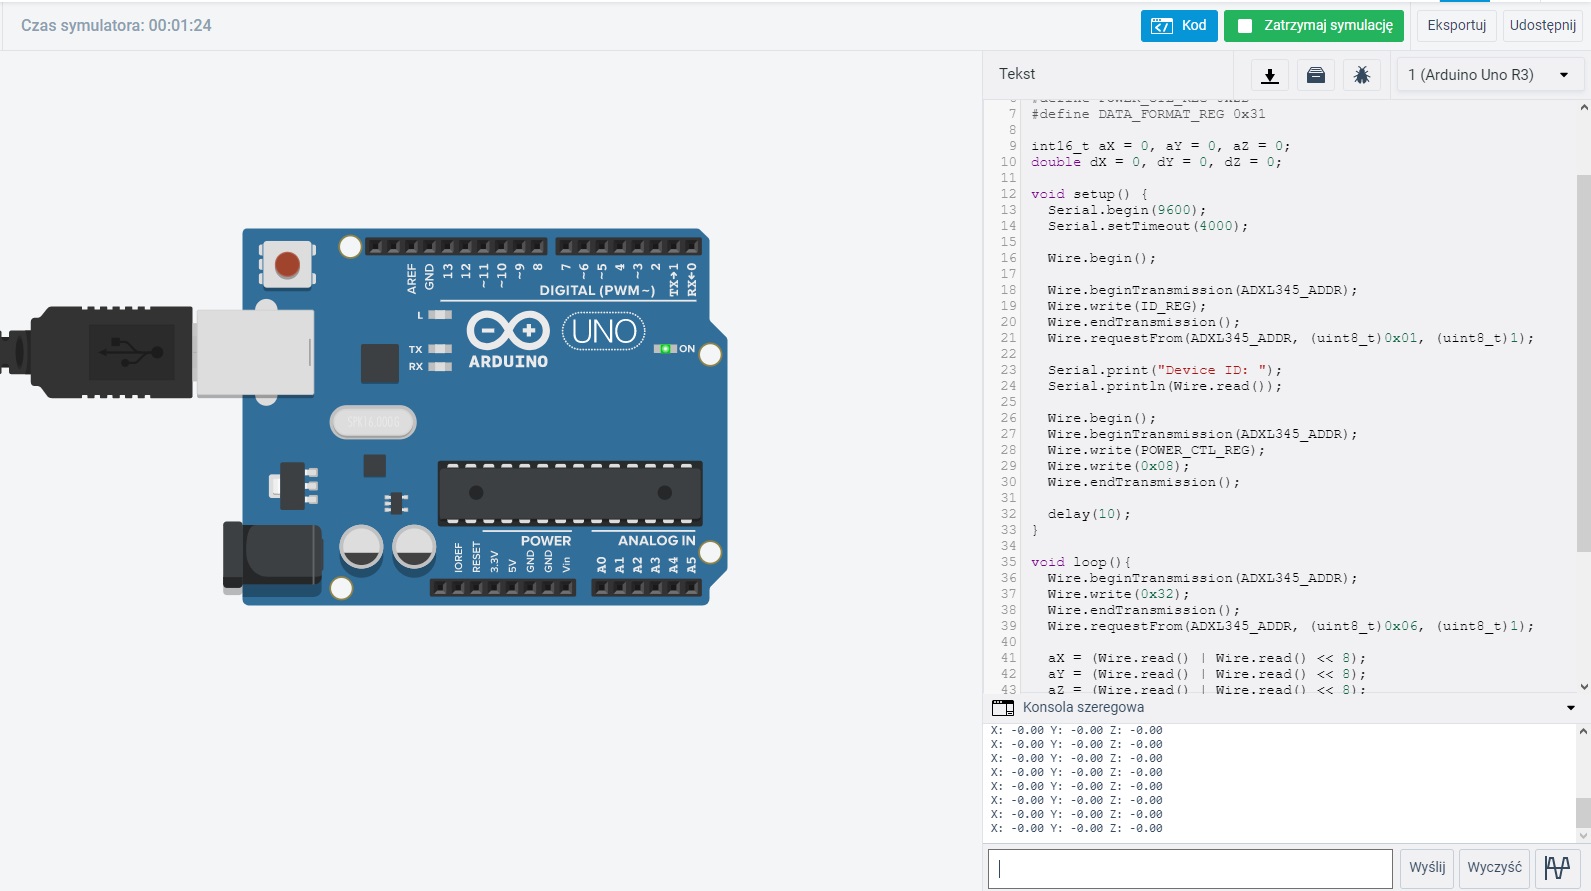 Czas symulatora: 00:01:24
Kod
Zatrzymaj symulację
Eksportuj
Udostępnij
Tekst
1 (Arduino Uno R3)
7 #define DATA_FORMAT_REG 0x31
8
9 int16_t aX = 0, aY = 0, aZ = 0;
10 double dX = 0, dY = 0, dZ = 0;
11
12 void setup() {
13 Serial.begin(9600);
14 Serial.setTimeout(4000);
15
16 Wire.begin();
17
18 Wire.beginTransmission(ADXL345_ADDR);
19 Wire.write(ID_REG);
20 Wire.endTransmission();
21 Wire.requestFrom(ADXL345_ADDR, (uint8_t)0x01, (uint8_t)1);
22
23 Serial.print("Device ID: ");
24 Serial.println(Wire.read());
25
26 Wire.begin();
27 Wire.beginTransmission(ADXL345_ADDR);
28 Wire.write(POWER_CTL_REG);
29 Wire.write(0x08);
30 Wire.endTransmission();
31
32 delay(10);
33 }
34
35 void loop(){
36 Wire.beginTransmission(ADXL345_ADDR);
37 Wire.write(0x32);
38 Wire.endTransmission();
39 Wire.requestFrom(ADXL345_ADDR, (uint8_t)0x06, (uint8_t)1);
40
41 aX = (Wire.read() | Wire.read() << 8);
42 aY = (Wire.read() | Wire.read() << 8);
43 aZ = (Wire.read() | Wire.read() << 8);
Konsola szeregowa
X: -0.00 Y: -0.00 Z: -0.00
X: -0.00 Y: -0.00 Z: -0.00
X: -0.00 Y: -0.00 Z: -0.00
X: -0.00 Y: -0.00 Z: -0.00
X: -0.00 Y: -0.00 Z: -0.00
X: -0.00 Y: -0.00 Z: -0.00
X: -0.00 Y: -0.00 Z: -0.00
X: -0.00 Y: -0.00 Z: -0.00
Wyślij
Wyczyść
AREF
GND
13
12
~11
~10
~9
8
7
~6
~5
4
~3
2
TX→1
RX←0
DIGITAL (PWM~)
L
TX
RX
ARDUINO
UNO
ON
POWER
ANALOG IN
IOREF
RESET
3.3V
5V
GND
GND
Vin
A0
A1
A2
A3
A4
A5